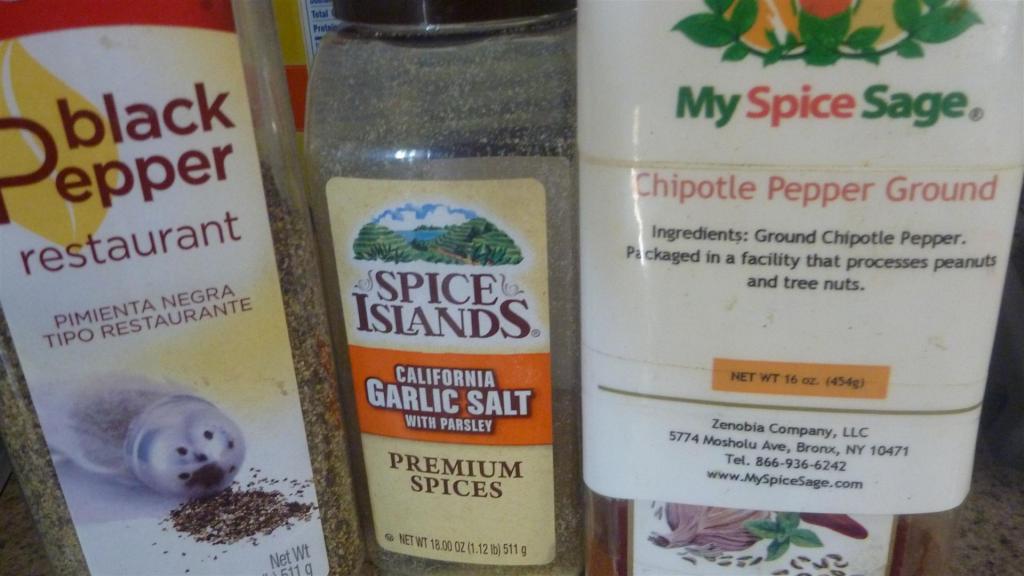 black
Pepper
restaurant
PIMIENTA NEGRA
TIPO RESTAURANTE
Net Wt
511 g
Total
SPICE
ISLANDS®
CALIFORNIA
GARLIC SALT
WITH PARSLEY
PREMIUM
SPICES
NET WT 18.00 OZ (1.12 lb) 511 g
My Spice Sage®
Chipotle Pepper Ground
Ingredients: Ground Chipotle Pepper.
Packaged in a facility that processes peanuts
and tree nuts.
NET WT 16 oz. (454g)
Zenobia Company, LLC
5774 Mosholu Ave, Bronx, NY 10471
Tel. 866-936-6242
www.MySpiceSage.com